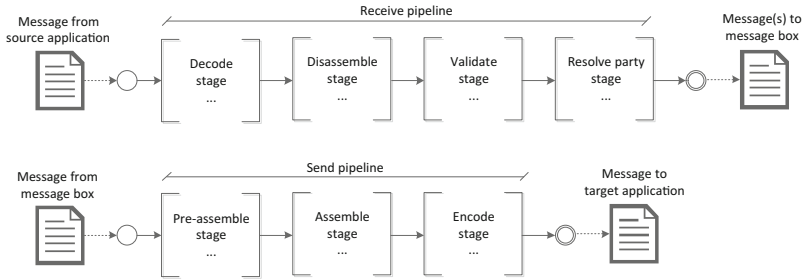 Message from
source application
Receive pipeline
Message(s) to
message box
Decode
stage
...
Disassemble
stage
...
Validate
stage
...
Resolve party
stage
...
Message from
message box
Send pipeline
Message to
target application
Pre-assemble
stage
...
Assemble
stage
...
Encode
stage
...